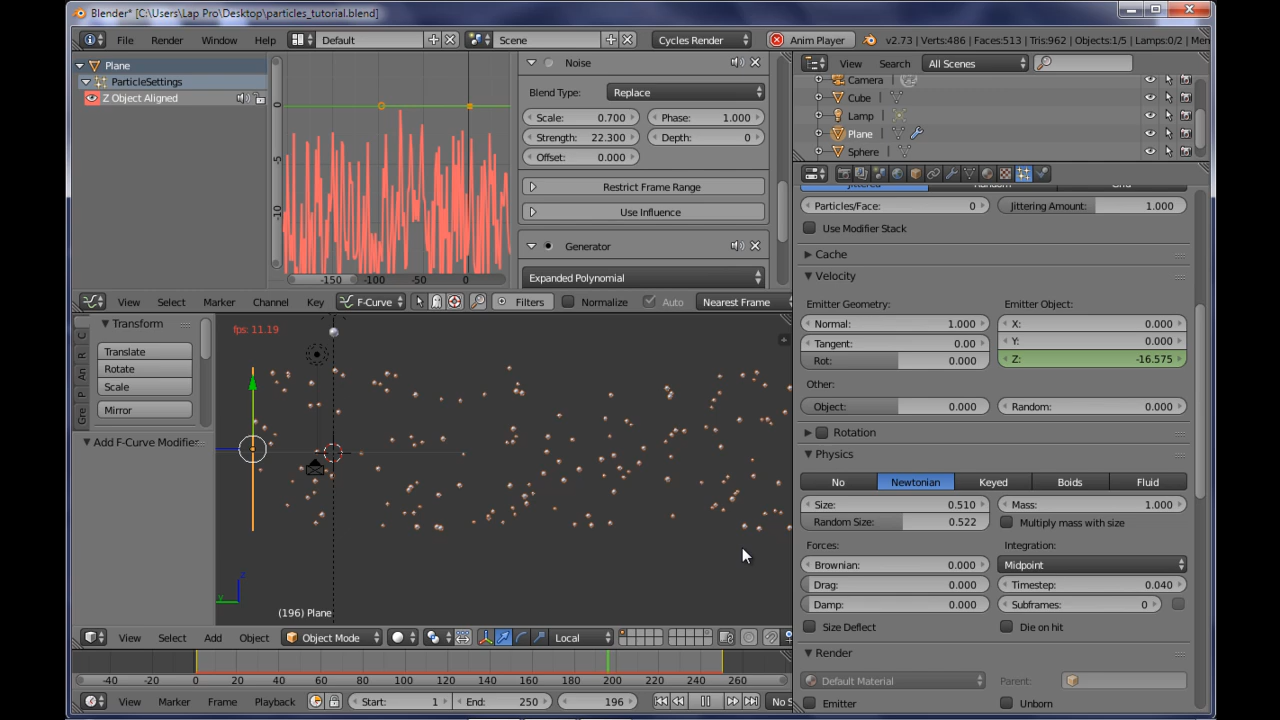 Blender* [C:\Users\Lap Pro\Desktop\particles_tutorial.blend]
File Render Window Help Default Scene Cycles Render Anim Player v2.73 | Verts:486 | Faces:513 | Tris:962 | Objects:1/5 | Lamps:0/2 | Men
Plane
ParticleSettings
Z Object Aligned
0
-5
-10
-150 -100 -50 0
Noise
Blend Type: Replace
Scale: 0.700 Phase: 1.000
Strength: 22.300 Depth: 0
Offset: 0.000
Restrict Frame Range
Use Influence
Generator
Expanded Polynomial
View Select Marker Channel Key F-Curve Filters Normalize Auto Nearest Frame
View Search All Scenes
Camera
Cube
Lamp
Plane
Sphere
Jittered Random Grid
Particles/Face: 0 Jittering Amount: 1.000
Use Modifier Stack
Cache
Velocity
Emitter Geometry: Emitter Object:
Normal: 1.000 X: 0.000
Tangent: 0.00 Y: 0.000
Rot: 0.000 Z: -16.575
Other:
Object: 0.000 Random: 0.000
Rotation
Physics
No Newtonian Keyed Boids Fluid
Size: 0.510 Mass: 1.000
Random Size: 0.522 Multiply mass with size
Forces: Integration:
Brownian: 0.000 Midpoint
Drag: 0.000 Timestep: 0.040
Damp: 0.000 Subframes: 0
Size Deflect Die on hit
Render
Default Material Parent:
Emitter Unborn
Transform
Translate
Rotate
Scale
Mirror
Add F-Curve Modifier
C
R
An
P
Gre
fps: 11.19
z
y
(196) Plane
View Select Add Object Object Mode Local
-40 -20 0 20 40 60 80 100 120 140 160 180 200 220 240 260
View Marker Frame Playback Start: 1 End: 250 196 No S